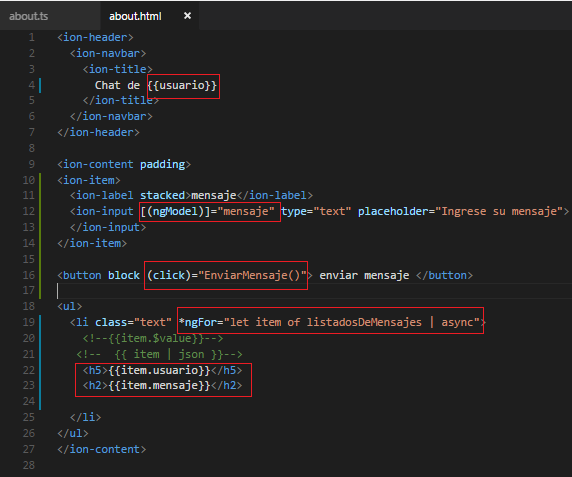 about.ts about.html ×
1 <ion-header>
2 <ion-navbar>
3 <ion-title>
4 Chat de {{usuario}}
5 </ion-title>
6 </ion-navbar>
7 </ion-header>
8
9 <ion-content padding>
10 <ion-item>
11 <ion-label stacked>mensaje</ion-label>
12 <ion-input [(ngModel)]="mensaje" type="text" placeholder="Ingrese su mensaje">
13 </ion-input>
14 </ion-item>
15
16 <button block (click)="EnviarMensaje()"> enviar mensaje </button>
17
18 <ul>
19 <li class="text" *ngFor="let item of listadosDeMensajes | async">
20 <!--{{item.$value}}-->
21 <!-- {{ item | json }}-->
22 <h5>{{item.usuario}}</h5>
23 <h2>{{item.mensaje}}</h2>
24
25 </li>
26 </ul>
27 </ion-content>
28